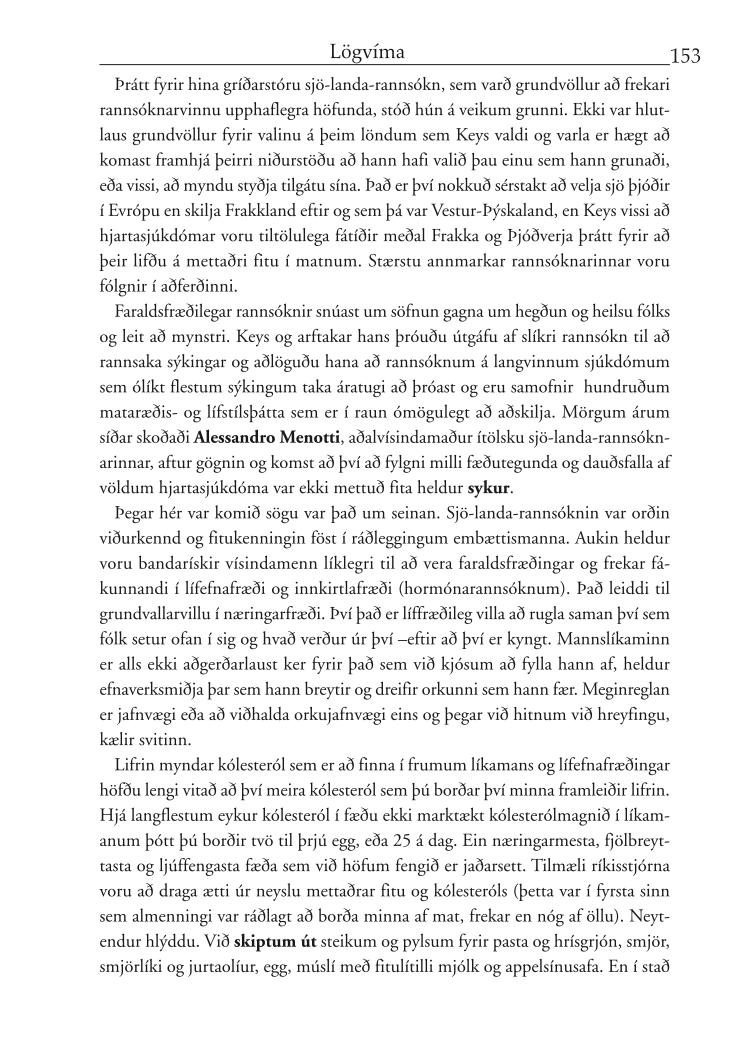 Lögvíma
153
Þrátt fyrir hina gríðarstóru sjö-landa-rannsókn, sem varð grundvöllur að frekari
rannsóknarvinnu upphaflegra höfunda, stóð hún á veikum grunni. Ekki var hlut-
laus grundvöllur fyrir valinu á þeim löndum sem Keys valdi og varla er hægt að
komast framhjá þeirri niðurstöðu að hann hafi valið þau einu sem hann grunaði,
eða vissi, að myndu styðja tilgátu sína. Það er því nokkuð sérstakt að velja sjö þjóðir
í Evrópu en skilja Frakkland eftir og sem þá var Vestur-Þýskaland, en Keys vissi að
hjartasjúkdómar voru tiltölulega fátíðir meðal Frakka og Þjóðverja þrátt fyrir að
þeir lifðu á mettaðri fitu í matnum. Stærstu annmarkar rannsóknarinnar voru
fólgnir í aðferðinni.
Faraldsfræðilegar rannsóknir snúast um söfnun gagna um hegðun og heilsu fólks
og leit að mynstri. Keys og arftakar hans þróuðu útgáfu af slíkri rannsókn til að
rannsaka sýkingar og aðlöguðu hana að rannsóknum á langvinnum sjúkdómum
sem ólíkt flestum sýkingum taka áratugi að þróast og eru samofnir  hundruðum
mataræðis- og lífstílsþátta sem er í raun ómögulegt að aðskilja. Mörgum árum
síðar skoðaði Alessandro Menotti, aðalvísindamaður ítölsku sjö-landa-rannsókn-
arinnar, aftur gögnin og komst að því að fylgni milli fæðutegunda og dauðsfalla af
völdum hjartasjúkdóma var ekki mettuð fita heldur sykur.
Þegar hér var komið sögu var það um seinan. Sjö-landa-rannsóknin var orðin
viðurkennd og fitukenningin föst í ráðleggingum embættismanna. Aukin heldur
voru bandarískir vísindamenn líklegri til að vera faraldsfræðingar og frekar fá-
kunnandi í lífefnafræði og innkirtlafræði (hormónarannsóknum). Það leiddi til
grundvallarvillu í næringarfræði. Því það er líffræðileg villa að rugla saman því sem
fólk setur ofan í sig og hvað verður úr því –eftir að því er kyngt. Mannslíkaminn
er alls ekki aðgerðarlaust ker fyrir það sem við kjósum að fylla hann af, heldur
efnaverksmiðja þar sem hann breytir og dreifir orkunni sem hann fær. Meginreglan
er jafnvægi eða að viðhalda orkujafnvægi eins og þegar við hitnum við hreyfingu,
kælir svitinn.
Lifrin myndar kólesteról sem er að finna í frumum líkamans og lífefnafræðingar
höfðu lengi vitað að því meira kólesteról sem þú borðar því minna framleiðir lifrin.
Hjá langflestum eykur kólesteról í fæðu ekki marktækt kólesterólmagnið í líkam-
anum þótt þú borðir tvö til þrjú egg, eða 25 á dag. Ein næringarmesta, fjölbreyt-
tasta og ljúffengasta fæða sem við höfum fengið er jaðarsett. Tilmæli ríkisstjórna
voru að draga ætti úr neyslu mettaðrar fitu og kólesteróls (þetta var í fyrsta sinn
sem almenningi var ráðlagt að borða minna af mat, frekar en nóg af öllu). Neyt-
endur hlýddu. Við skiptum út steikum og pylsum fyrir pasta og hrísgrjón, smjör,
smjörlíki og jurtaolíur, egg, múslí með fitulítilli mjólk og appelsínusafa. En í stað